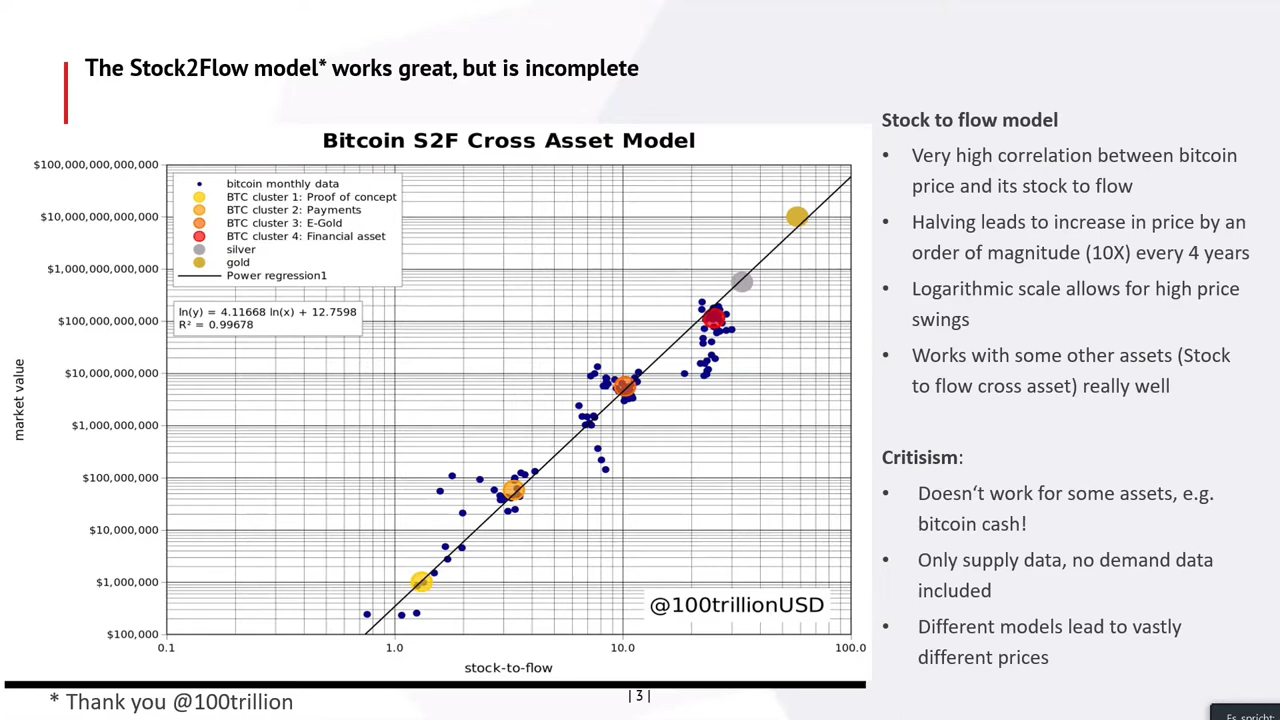 The Stock2Flow model* works great, but is incomplete
Bitcoin S2F Cross Asset Model
$100,000,000,000,000
$10,000,000,000,000
$1,000,000,000,000
$100,000,000,000
$10,000,000,000
$1,000,000,000
$100,000,000
$10,000,000
$1,000,000
$100,000
market value
bitcoin monthly data
BTC cluster 1: Proof of concept
BTC cluster 2: Payments
BTC cluster 3: E-Gold
BTC cluster 4: Financial asset
silver
gold
Power regression1
ln(y) = 4.11668 ln(x) + 12.7598
R² = 0.99678
@100trillionUSD
0.1 1.0 10.0 100.0
stock-to-flow
Stock to flow model
• Very high correlation between bitcoin
price and its stock to flow
• Halving leads to increase in price by an
order of magnitude (10X) every 4 years
• Logarithmic scale allows for high price
swings
• Works with some other assets (Stock
to flow cross asset) really well
Critisism:
• Doesn‘t work for some assets, e.g.
bitcoin cash!
• Only supply data, no demand data
included
• Different models lead to vastly
different prices
* Thank you @100trillion
| 3 |
Es spricht: